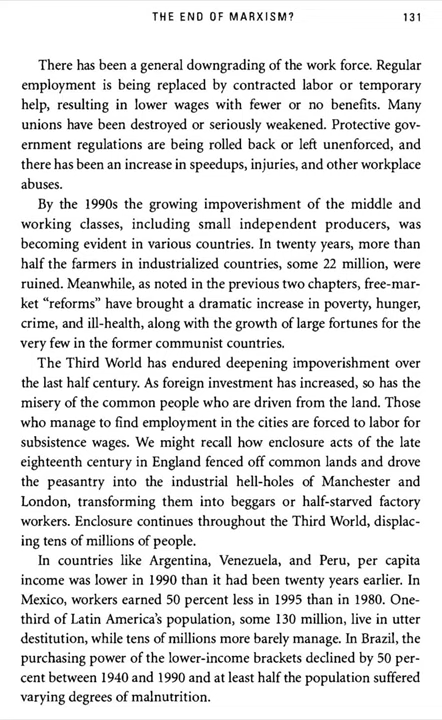 THE END OF MARXISM? 131
There has been a general downgrading of the work force. Regular
employment is being replaced by contracted labor or temporary
help, resulting in lower wages with fewer or no benefits. Many
unions have been destroyed or seriously weakened. Protective gov-
ernment regulations are being rolled back or left unenforced, and
there has been an increase in speedups, injuries, and other workplace
abuses.
By the 1990s the growing impoverishment of the middle and
working classes, including small independent producers, was
becoming evident in various countries. In twenty years, more than
half the farmers in industrialized countries, some 22 million, were
ruined. Meanwhile, as noted in the previous two chapters, free-mar-
ket “reforms” have brought a dramatic increase in poverty, hunger,
crime, and ill-health, along with the growth of large fortunes for the
very few in the former communist countries.
The Third World has endured deepening impoverishment over
the last half century. As foreign investment has increased, so has the
misery of the common people who are driven from the land. Those
who manage to find employment in the cities are forced to labor for
subsistence wages. We might recall how enclosure acts of the late
eighteenth century in England fenced off common lands and drove
the peasantry into the industrial hell-holes of Manchester and
London, transforming them into beggars or half-starved factory
workers. Enclosure continues throughout the Third World, displac-
ing tens of millions of people.
In countries like Argentina, Venezuela, and Peru, per capita
income was lower in 1990 than it had been twenty years earlier. In
Mexico, workers earned 50 percent less in 1995 than in 1980. One-
third of Latin America’s population, some 130 million, live in utter
destitution, while tens of millions more barely manage. In Brazil, the
purchasing power of the lower-income brackets declined by 50 per-
cent between 1940 and 1990 and at least half the population suffered
varying degrees of malnutrition.